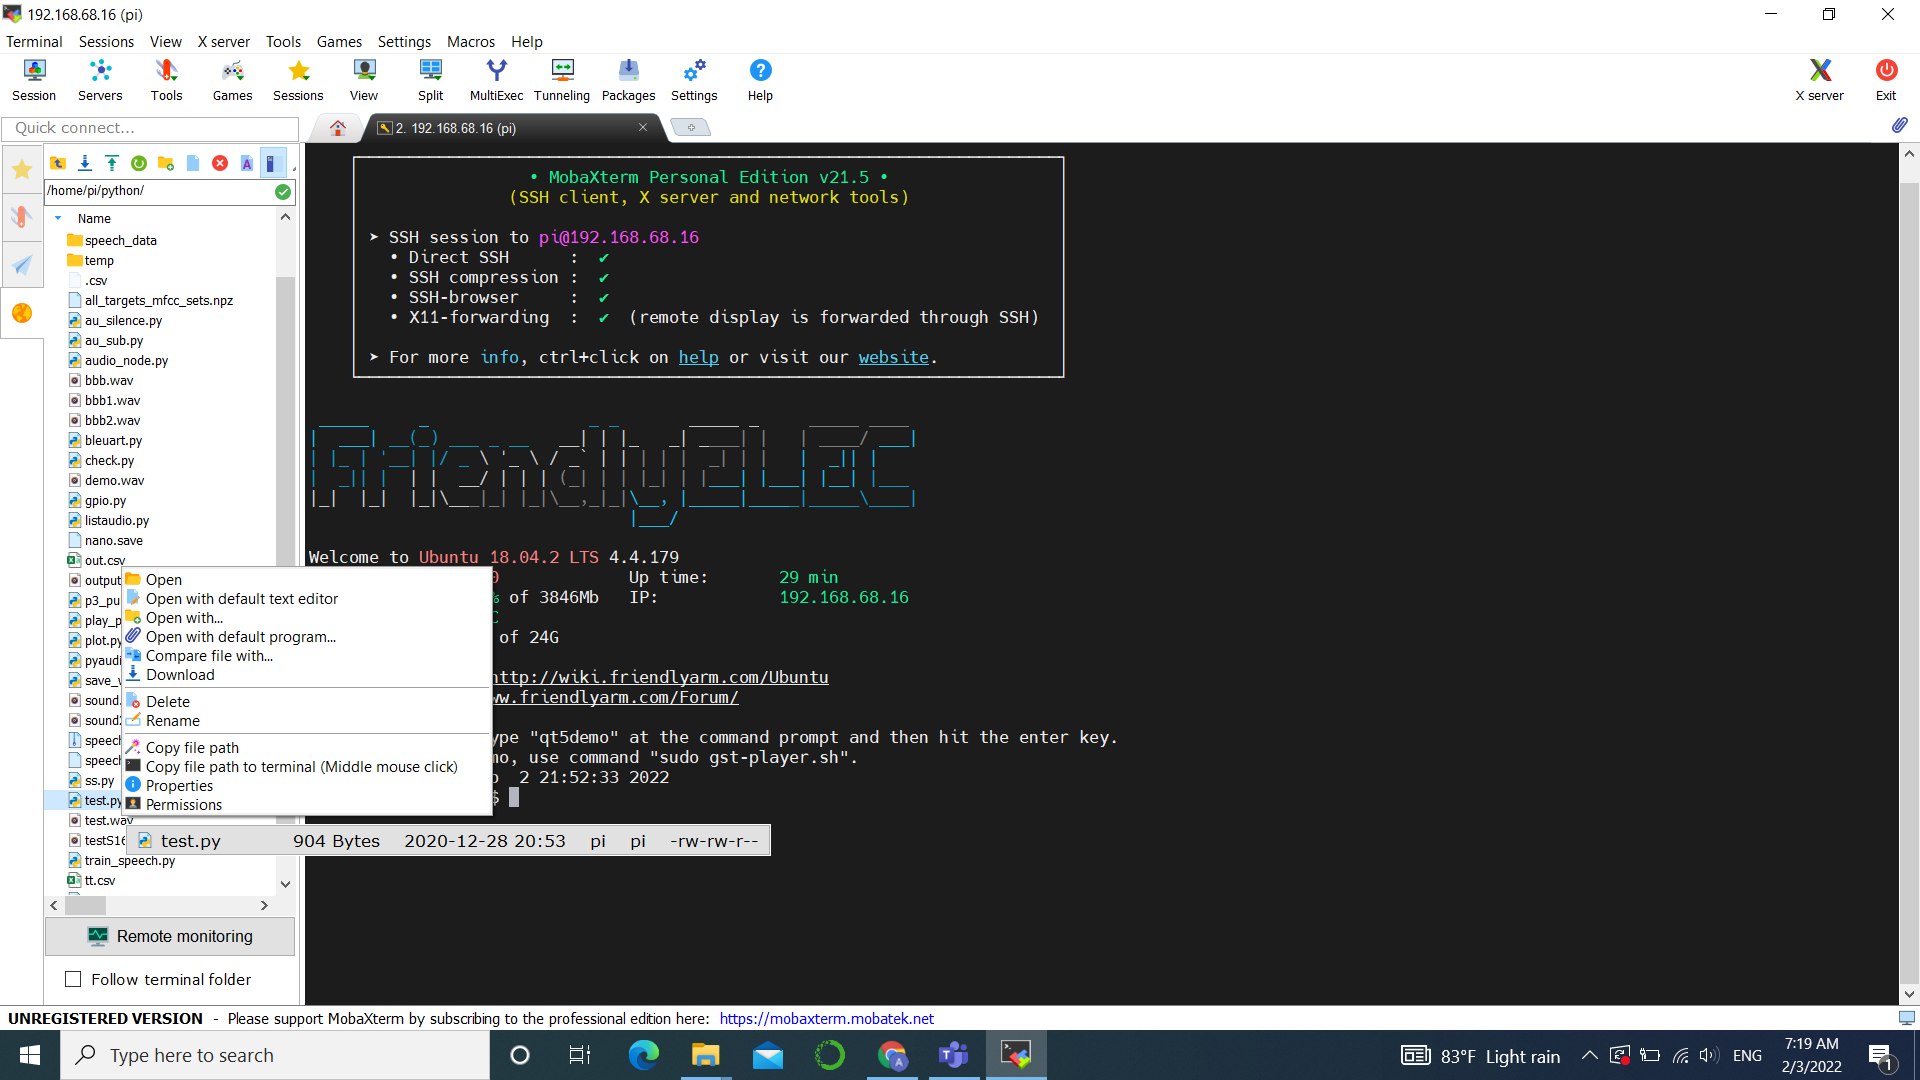 192.168.68.16 (pi)
Terminal Sessions View X server Tools Games Settings Macros Help
Session Servers Tools Games Sessions View Split MultiExec Tunneling Packages Settings Help X server Exit
Quick connect...
2. 192.168.68.16 (pi)
/home/pi/python/
Name
speech_data
temp
.csv
all_targets_mfcc_sets.npz
au_silence.py
au_sub.py
audio_node.py
bbb.wav
bbb1.wav
bbb2.wav
bleuart.py
check.py
demo.wav
gpio.py
listaudio.py
nano.save
out.csv
output
p3_pu
play_p
plot.py
pyaudi
save_
sound.
sound
speech
speech
ss.py
test.py
test.wav
testS16
train_speech.py
tt.csv
Open
Open with default text editor
Open with...
Open with default program...
Compare file with...
Download
Delete
Rename
Copy file path
Copy file path to terminal (Middle mouse click)
Properties
Permissions
test.py 904 Bytes 2020-12-28 20:53 pi pi -rw-rw-r--
Remote monitoring
Follow terminal folder
• MobaXterm Personal Edition v21.5 •
(SSH client, X server and network tools)
➤ SSH session to pi@192.168.68.16
• Direct SSH : ✔
• SSH compression : ✔
• SSH-browser : ✔
• X11-forwarding : ✔ (remote display is forwarded through SSH)
➤ For more info, ctrl+click on help or visit our website.
FriendlyELEC
Welcome to Ubuntu 18.04.2 LTS 4.4.179
0 Up time: 29 min
% of 3846Mb IP: 192.168.68.16
C
of 24G
http://wiki.friendlyarm.com/Ubuntu
ww.friendlyarm.com/Forum/
ype "qt5demo" at the command prompt and then hit the enter key.
mo, use command "sudo gst-player.sh".
b 2 21:52:33 2022
$
UNREGISTERED VERSION - Please support MobaXterm by subscribing to the professional edition here: https://mobaxterm.mobatek.net
Type here to search
83°F Light rain
ENG
7:19 AM
2/3/2022
1